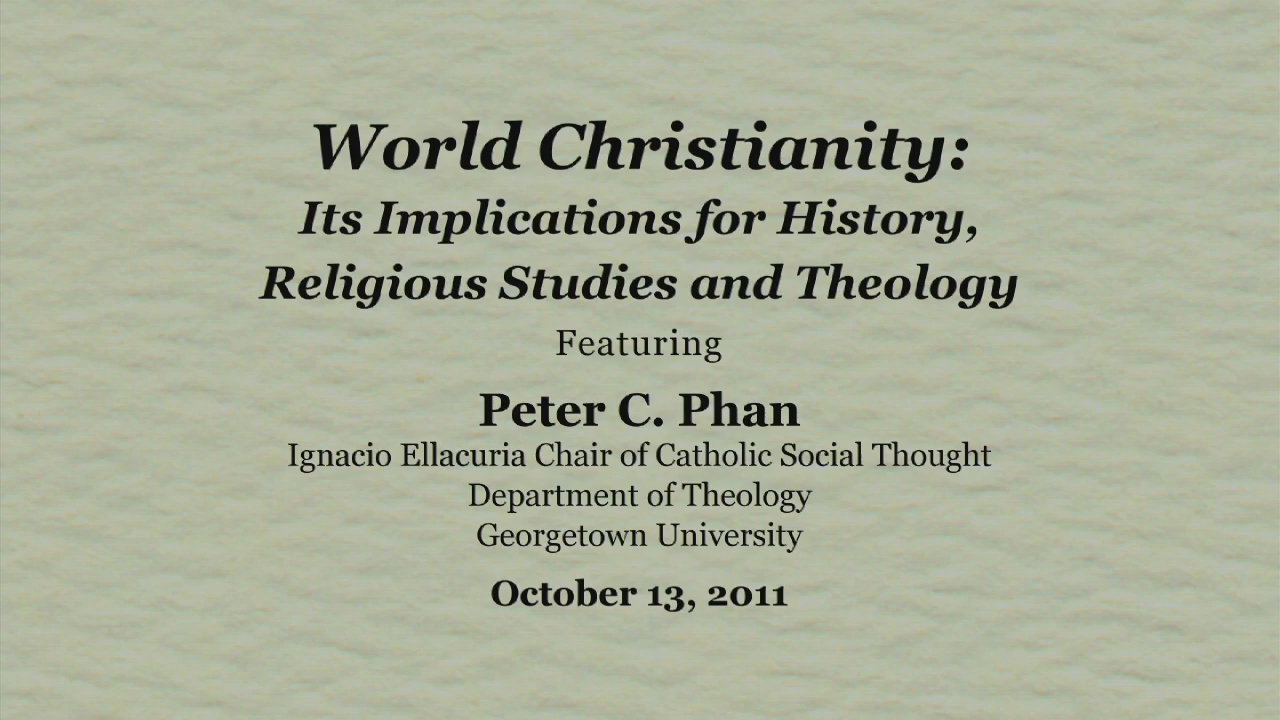 World Christianity:
Its Implications for History,
Religious Studies and Theology
Featuring
Peter C. Phan
Ignacio Ellacuria Chair of Catholic Social Thought
Department of Theology
Georgetown University
October 13, 2011